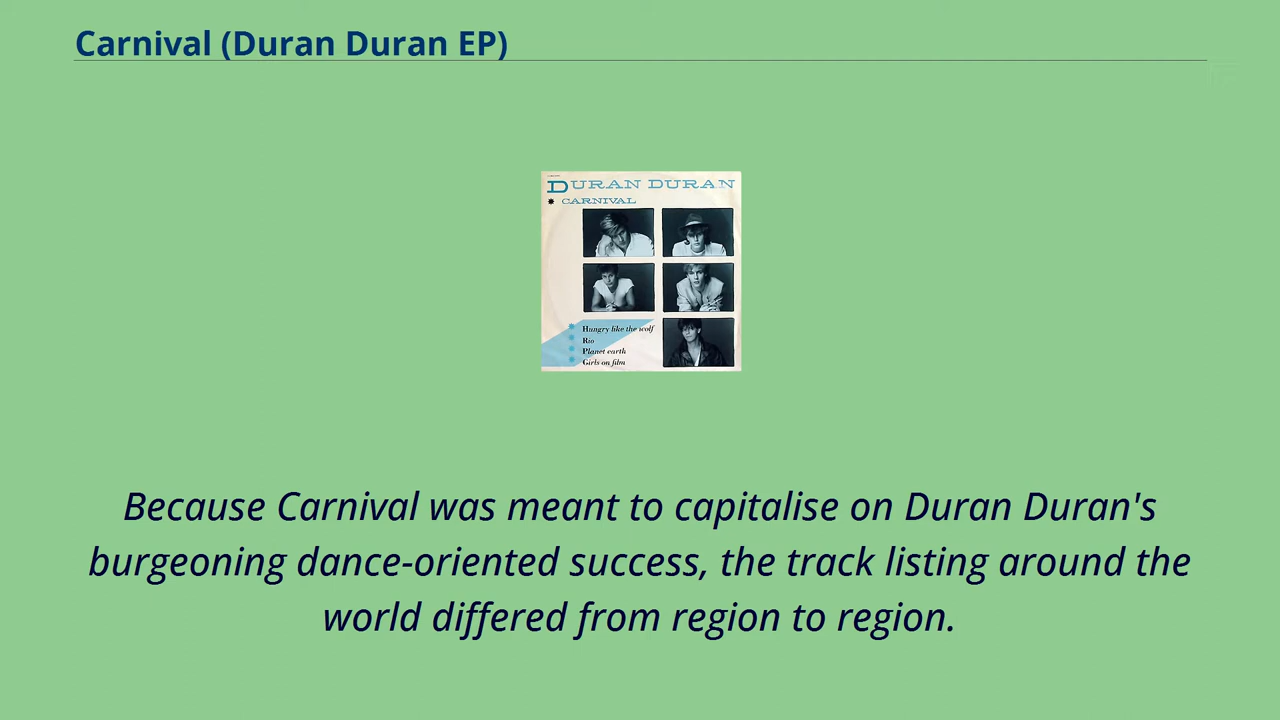 Carnival (Duran Duran EP)
DURAN DURAN
CARNIVAL
Hungry like the wolf
Rio
Planet earth
Girls on film
Because Carnival was meant to capitalise on Duran Duran's
burgeoning dance-oriented success, the track listing around the
world differed from region to region.